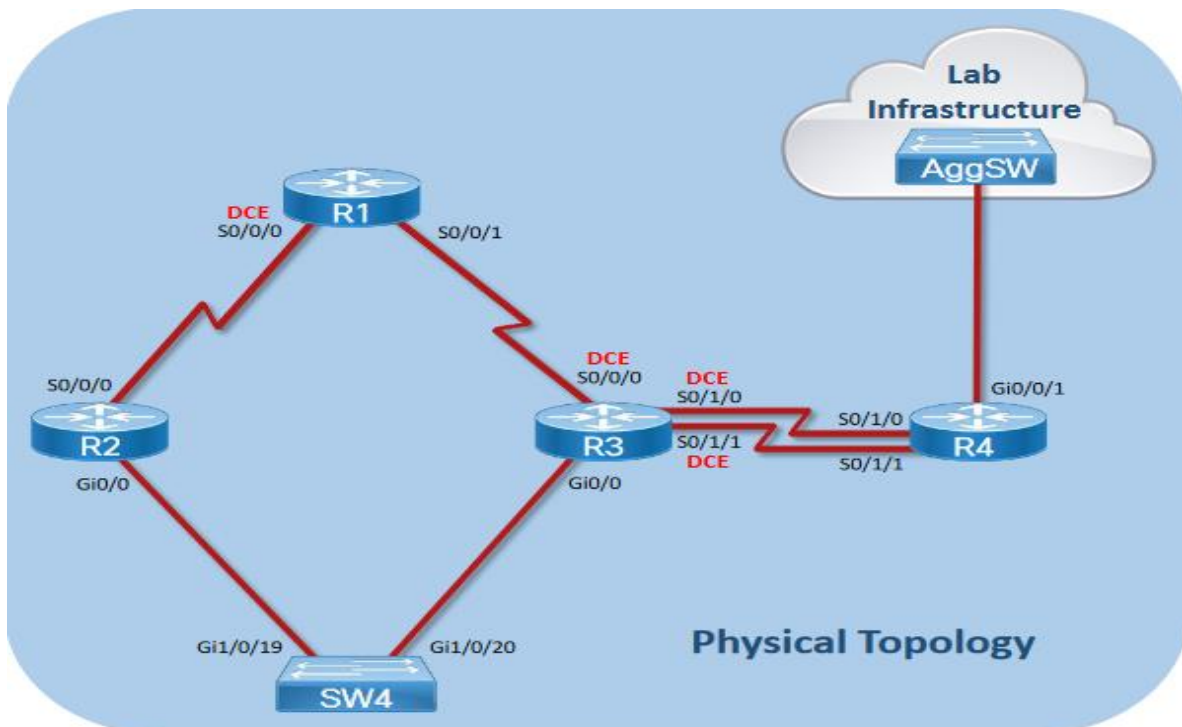 Lab
Infrastructure
AggSW
R1
DCE
S0/0/0
S0/0/1
DCE
S0/0/0
DCE
S0/1/0
Gi0/0/1
S0/0/0
S0/1/0
R2
R3
R4
S0/1/1
DCE
S0/1/1
Gi0/0
Gi0/0
Physical Topology
Gi1/0/19
Gi1/0/20
SW4